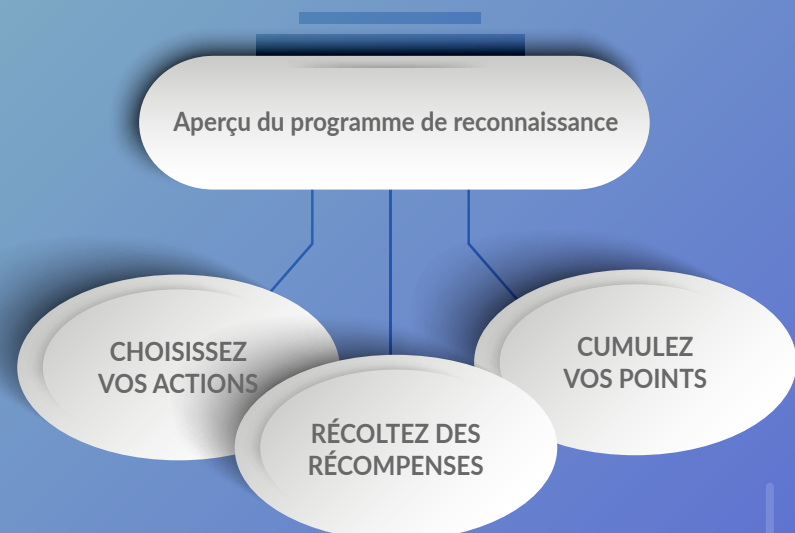 Aperçu du programme de reconnaissance
CHOISISSEZ
VOS ACTIONS
RÉCOLTEZ DES
RÉCOMPENSES
CUMULEZ
VOS POINTS